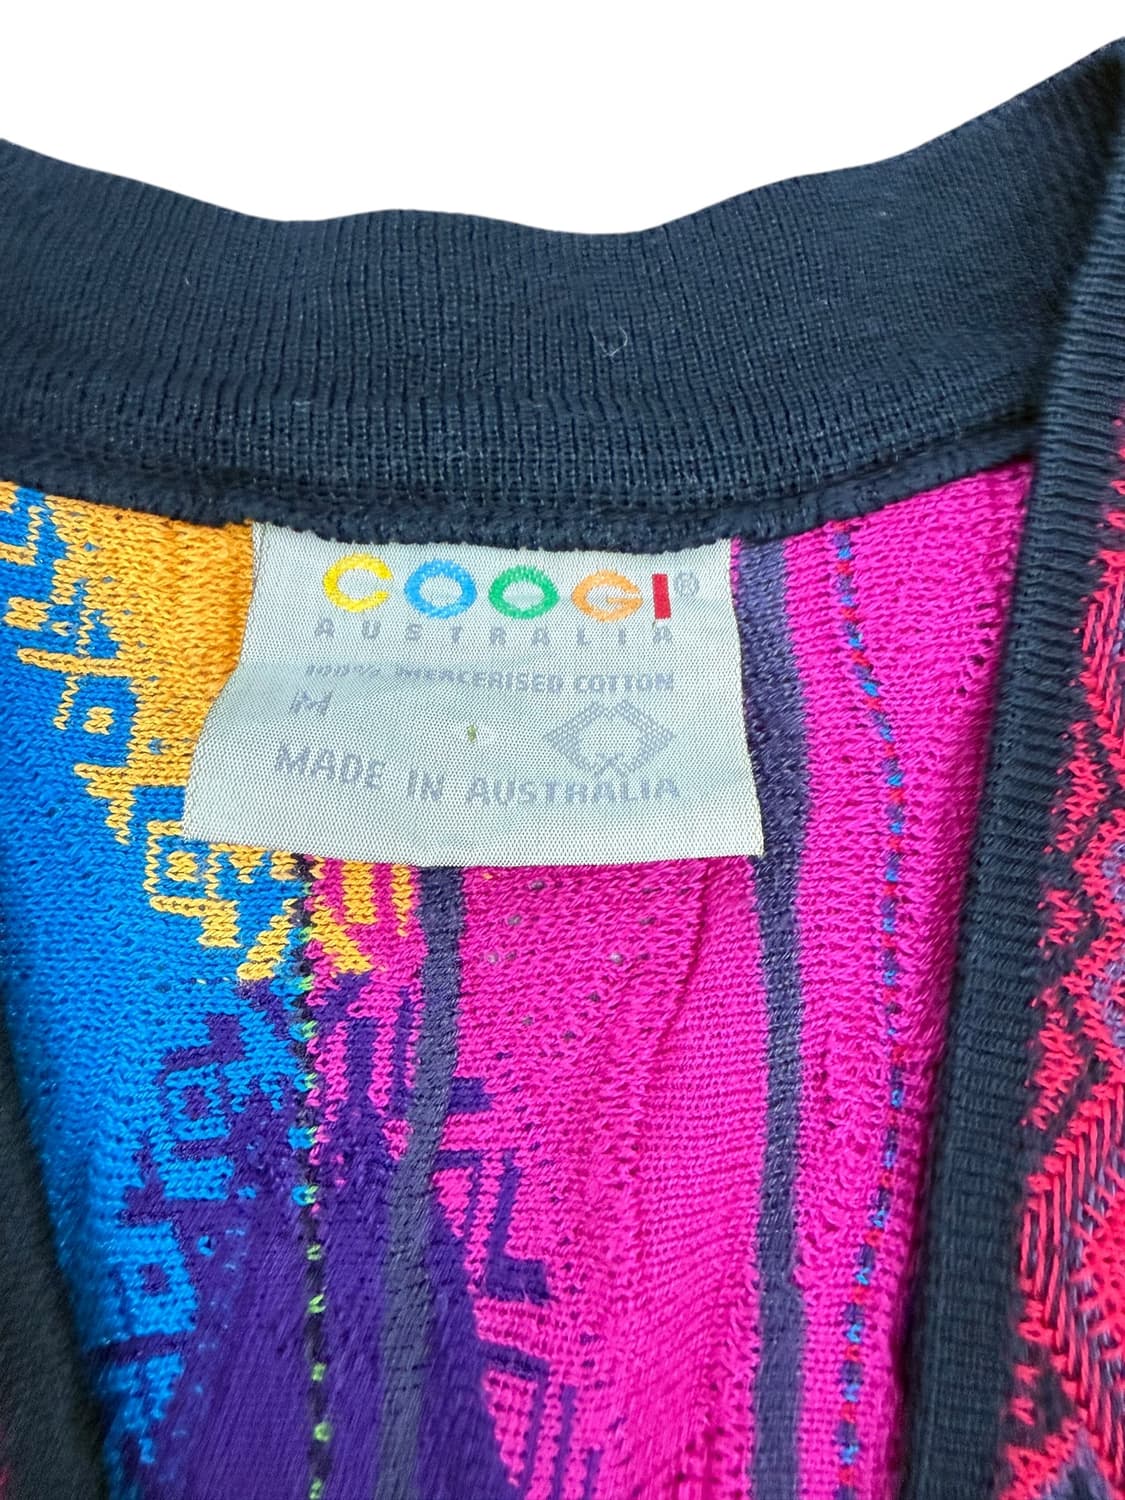 COOGI®
AUSTRALIA
100% MERCERISED COTTON
M
MADE IN AUSTRALIA